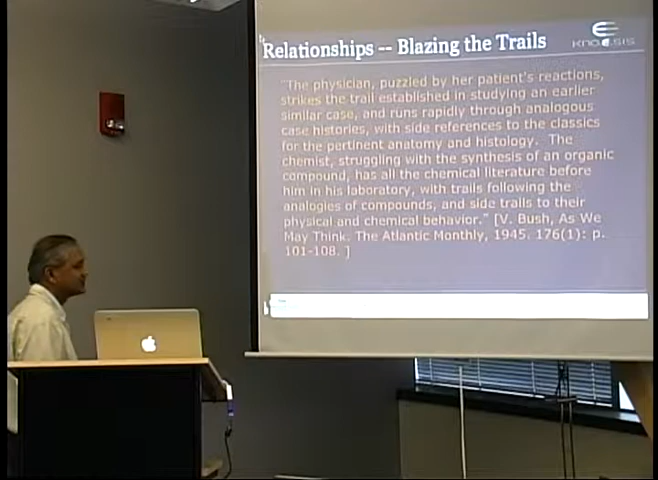 Relationships -- Blazing the Trails
KNOESIS
"The physician, puzzled by her patient's reactions,
strikes the trail established in studying an earlier
similar case, and runs rapidly through analogous
case histories, with side references to the classics
for the pertinent anatomy and histology. The
chemist, struggling with the synthesis of an organic
compound, has all the chemical literature before
him in his laboratory, with trails following the
analogies of compounds, and side trails to their
physical and chemical behavior." [V. Bush, As We
May Think. The Atlantic Monthly, 1945. 176(1): p.
101-108. ]